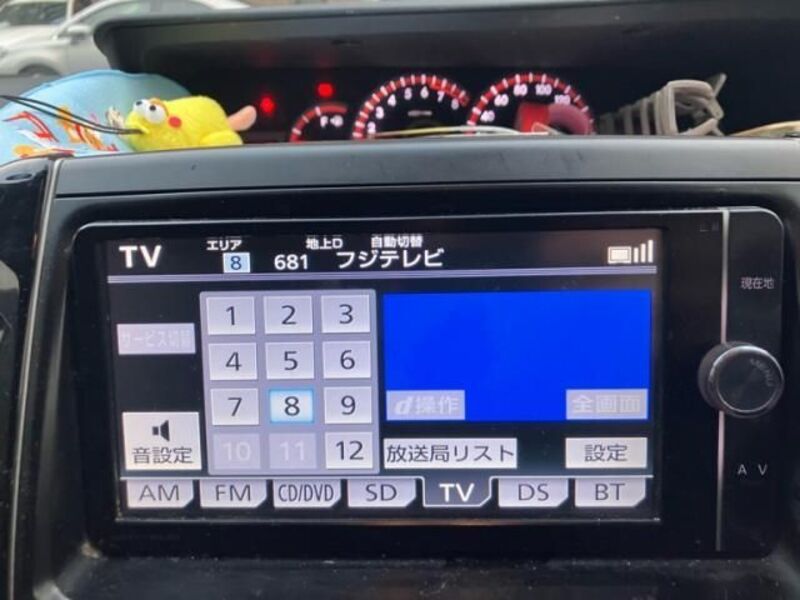 TV エリア 8 地上D 自動切替
681 フジテレビ
現在地
サービス切替
1 2 3
4 5 6
7 8 9
10 11 12
d操作 全画面
音設定
放送局リスト 設定
AM FM CD/DVD SD TV DS BT
MENU
A V